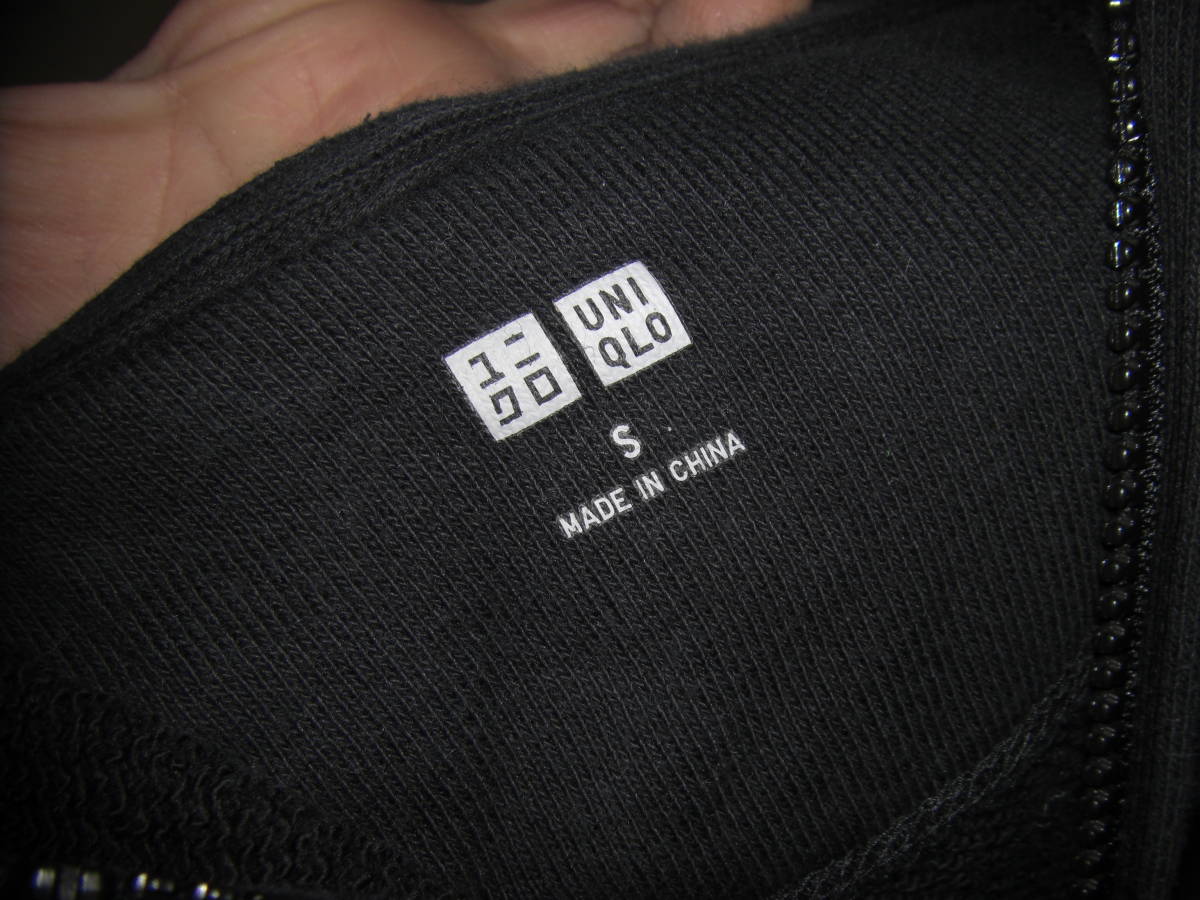 ユニ
クロ
UNI
QLO
S
MADE IN CHINA